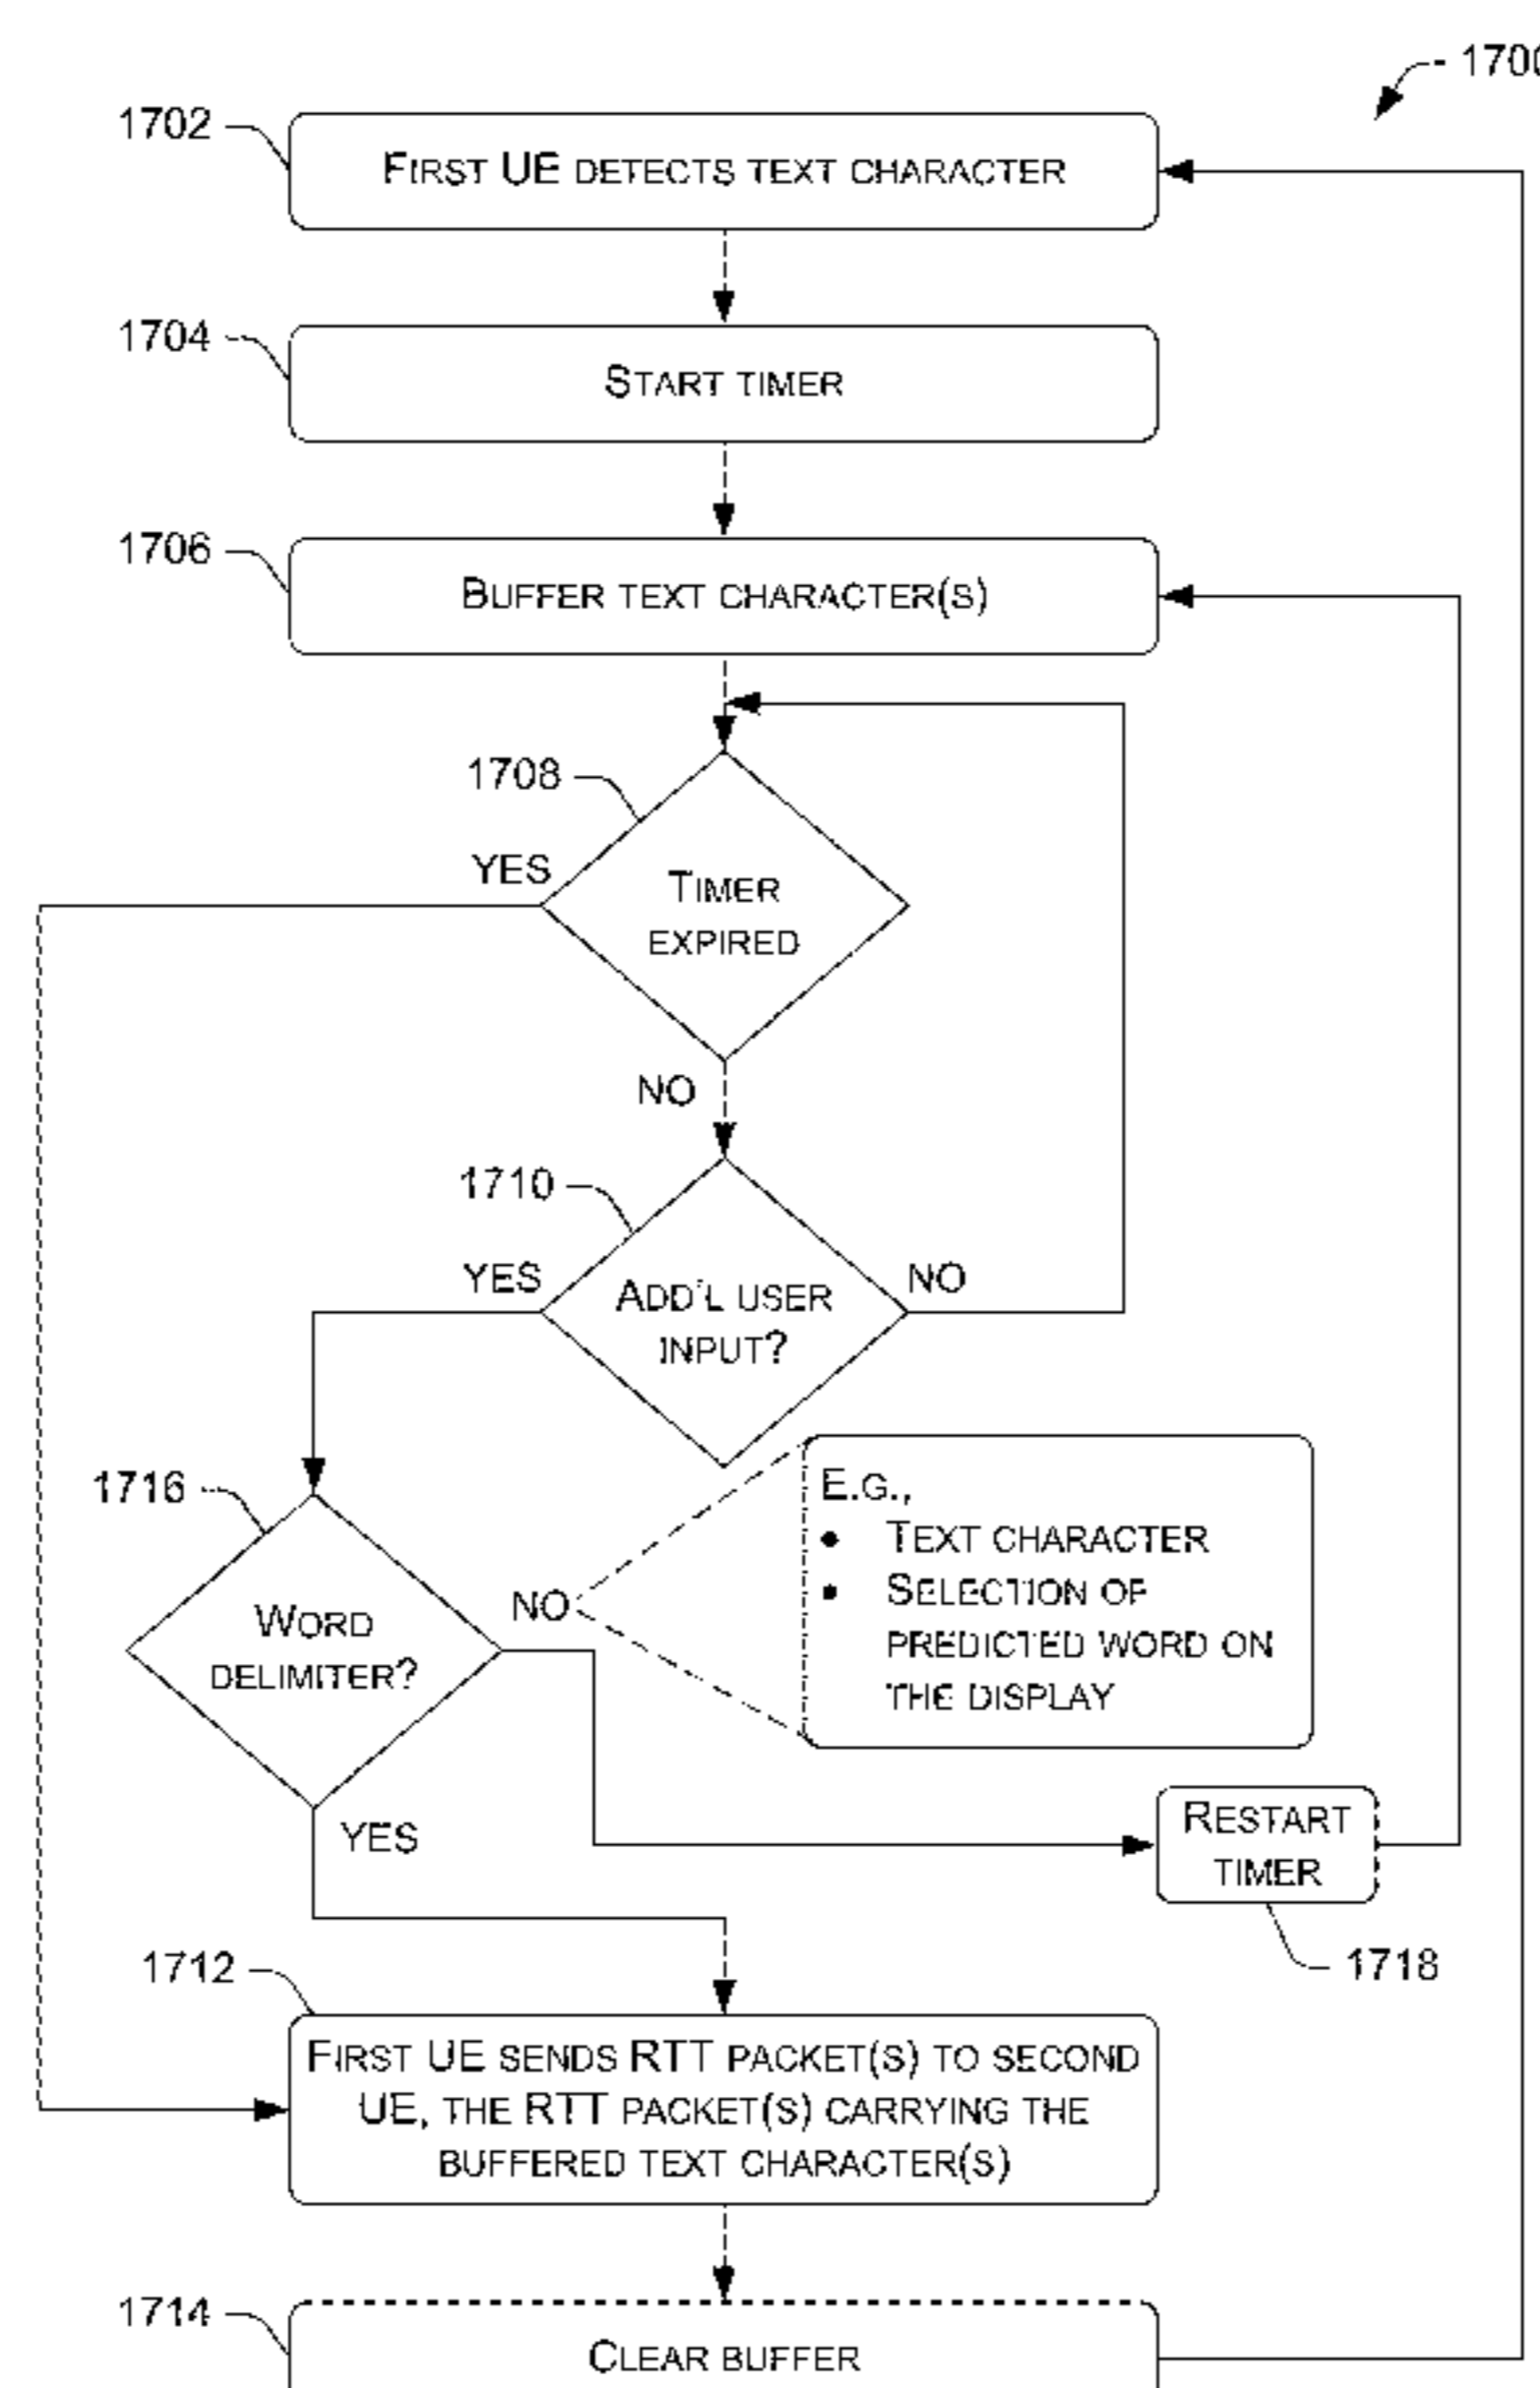 1700
1702
FIRST UE DETECTS TEXT CHARACTER
1704
START TIMER
1706
BUFFER TEXT CHARACTER(S)
1708
YES
TIMER
EXPIRED
NO
1710
YES
ADD'L USER
INPUT?
NO
1716
WORD
DELIMITER?
NO
E.G.,
• TEXT CHARACTER
• SELECTION OF
PREDICTED WORD ON
THE DISPLAY
YES
RESTART
TIMER
1718
1712
FIRST UE SENDS RTT PACKET(S) TO SECOND
UE, THE RTT PACKET(S) CARRYING THE
BUFFERED TEXT CHARACTER(S)
1714
CLEAR BUFFER